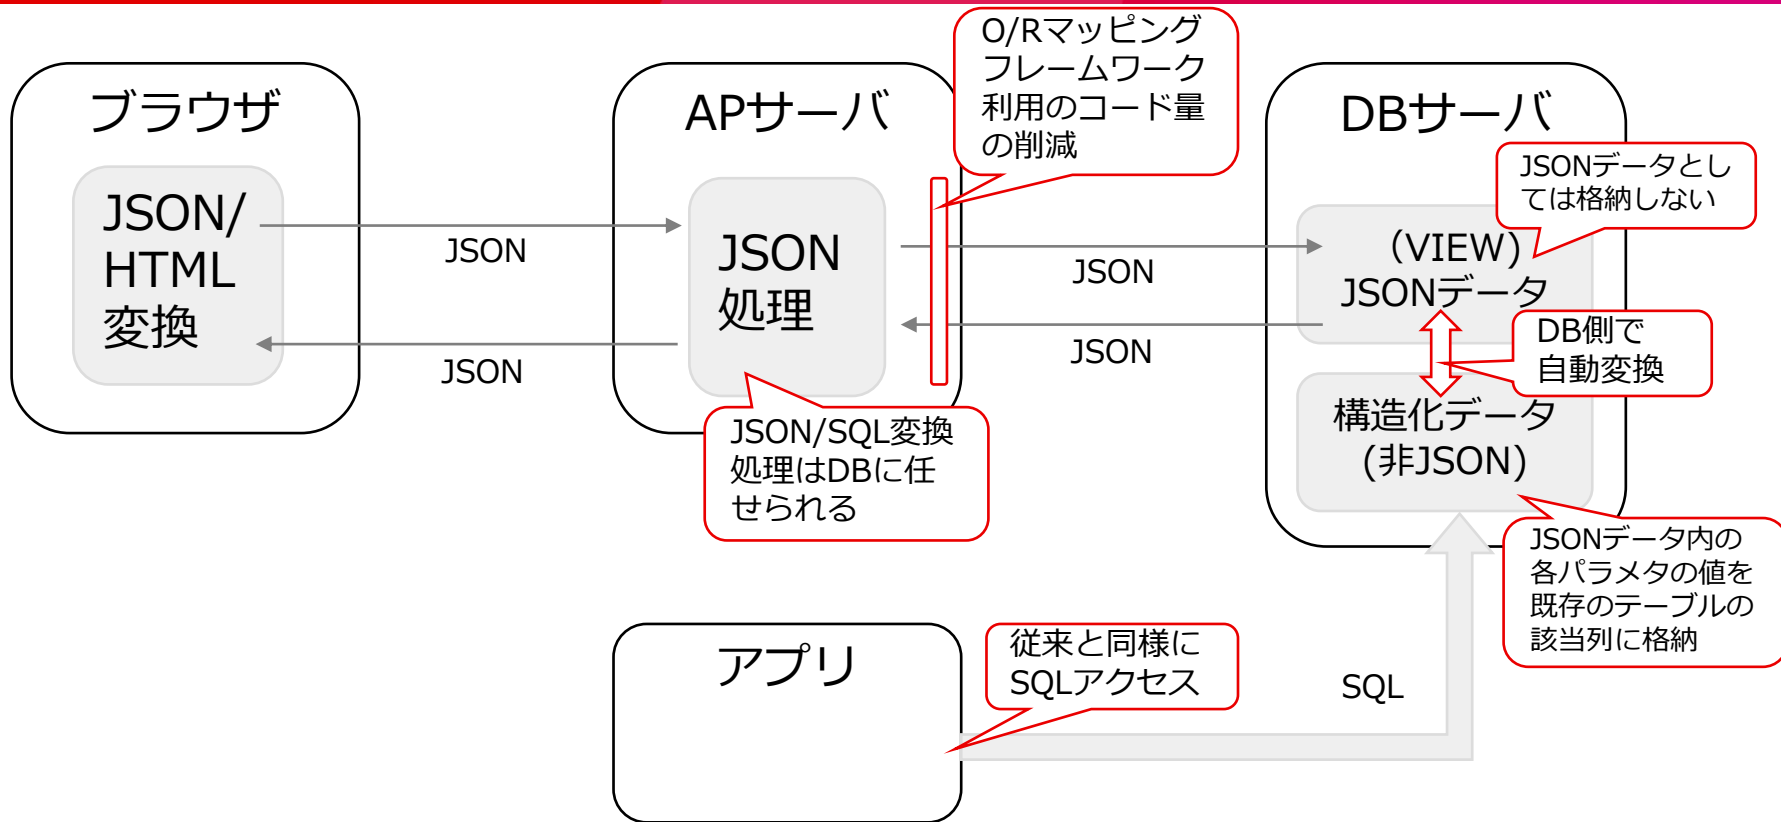 O/Rマッピング
フレームワーク
利用のコード量
の削減
ブラウザ
APサーバ
DBサーバ
JSON/
HTML
変換
JSON
JSON
JSON
処理
JSON
JSON
JSONデータとし
ては格納しない
（VIEW)
JSONデータ
DB側で
自動変換
構造化データ
(非JSON)
JSON/SQL変換
処理はDBに任
せられる
JSONデータ内の
各パラメタの値を
既存のテーブルの
該当列に格納
アプリ
従来と同様に
SQLアクセス
SQL